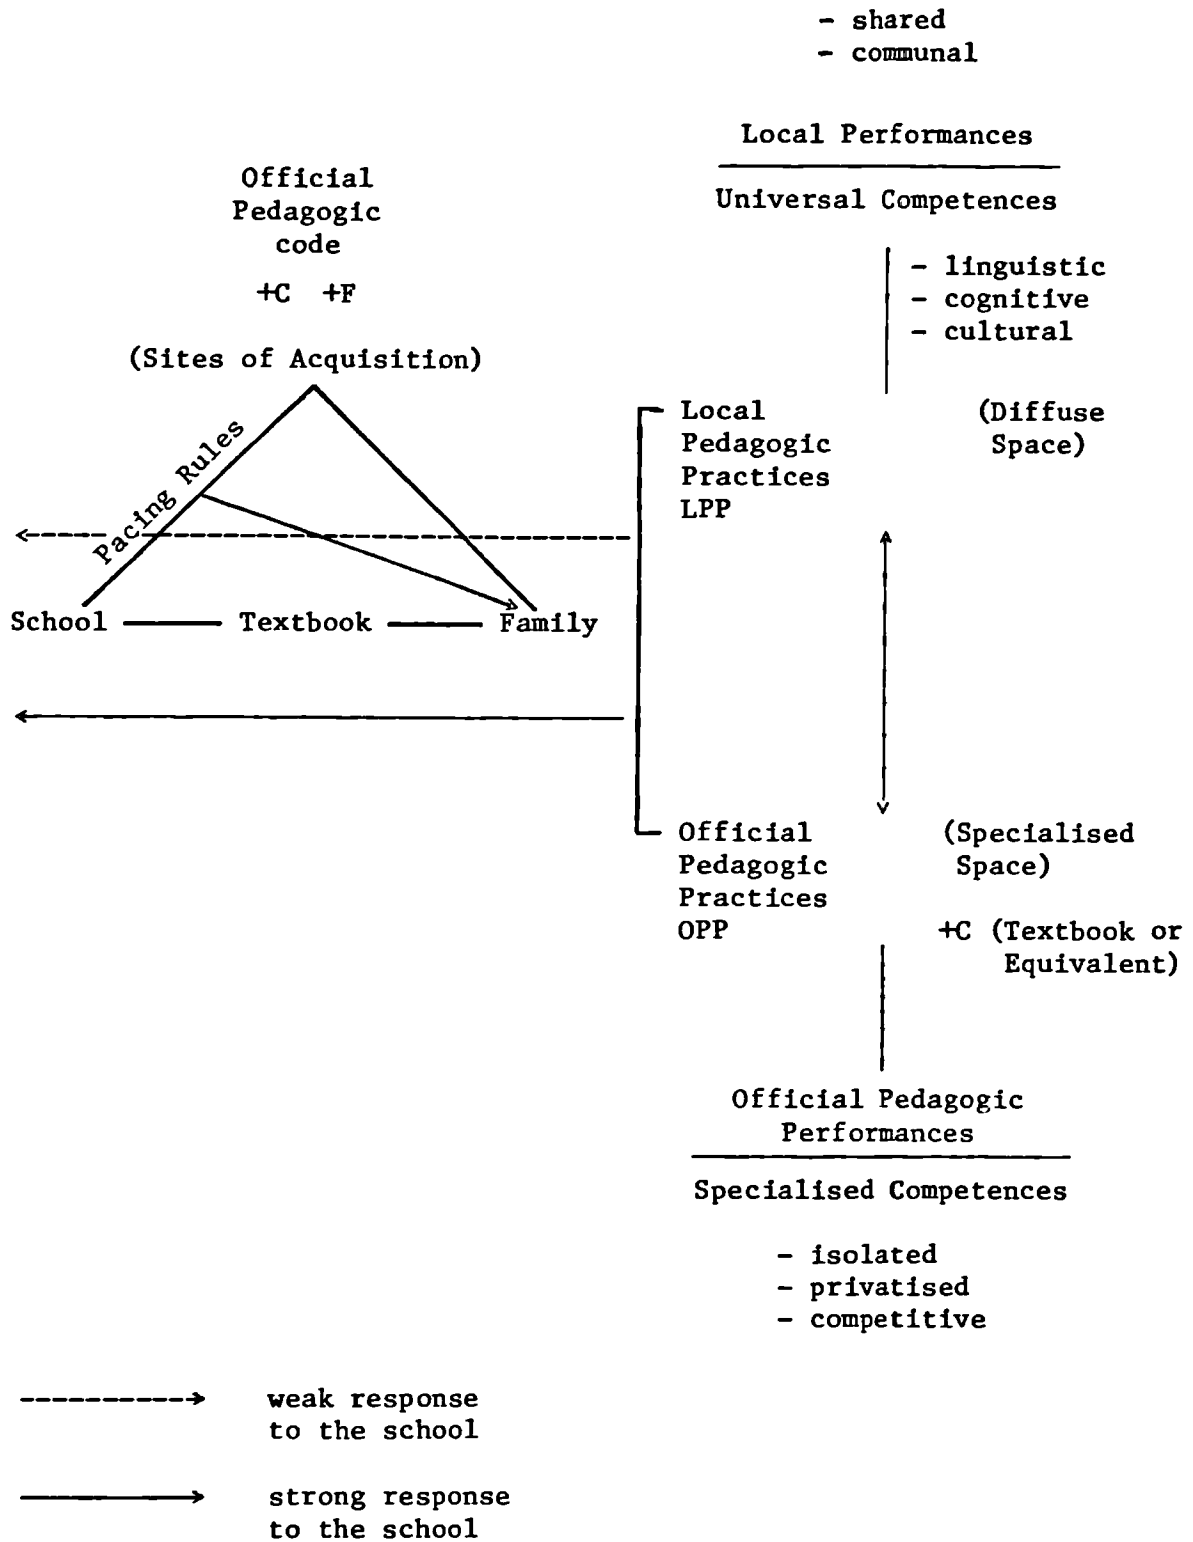 - shared
- communal
Local Performances
Universal Competences
- linguistic
- cognitive
- cultural
Official
Pedagogic
code
+C +F
(Sites of Acquisition)
Pacing Rules
School
Textbook
Family
Local
Pedagogic
Practices
LPP
(Diffuse
Space)
Official
Pedagogic
Practices
OPP
(Specialised
Space)
+C (Textbook or
Equivalent)
Official Pedagogic
Performances
Specialised Competences
- isolated
- privatised
- competitive
weak response
to the school
strong response
to the school